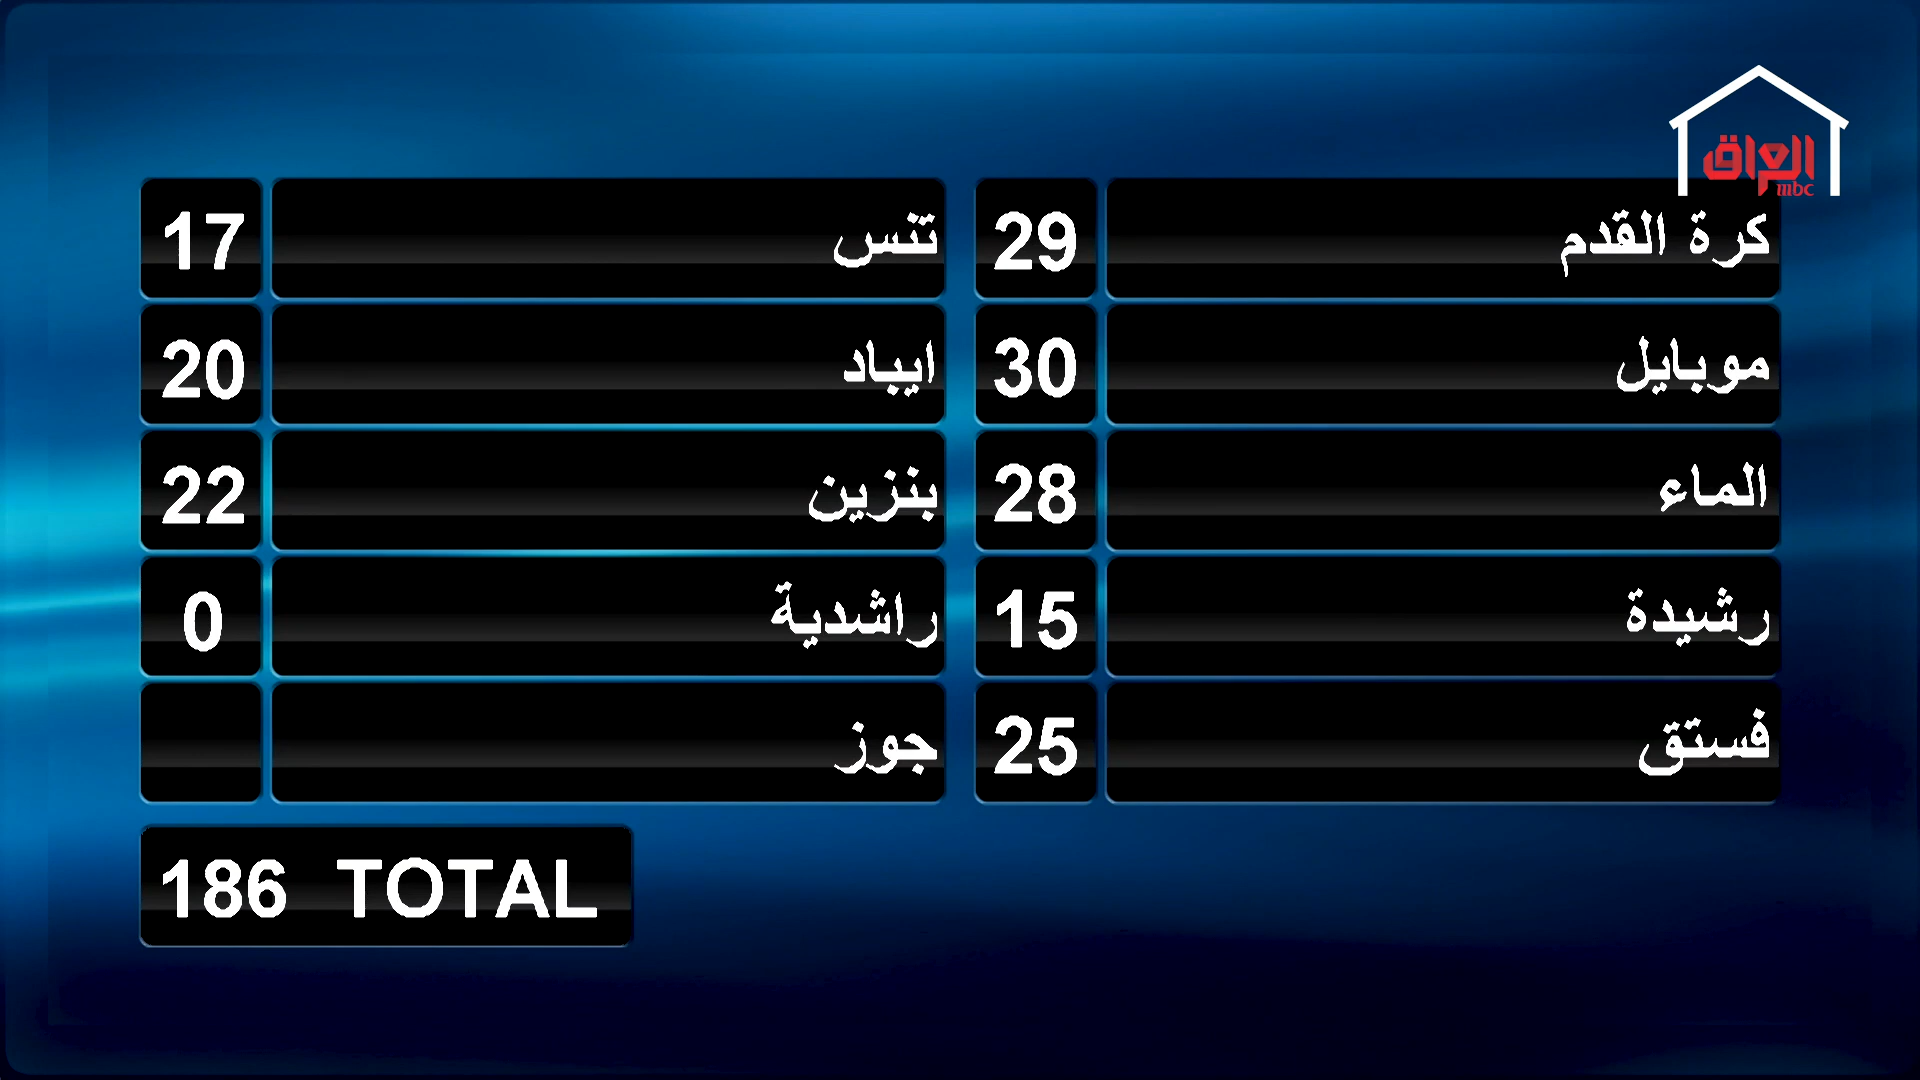 العراق
mbc
كرة القدم 29
موبايل 30
الماء 28
رشيدة 15
فستق 25
تنس 17
ايباد 20
بنزين 22
راشدية 0
جوز
186 TOTAL